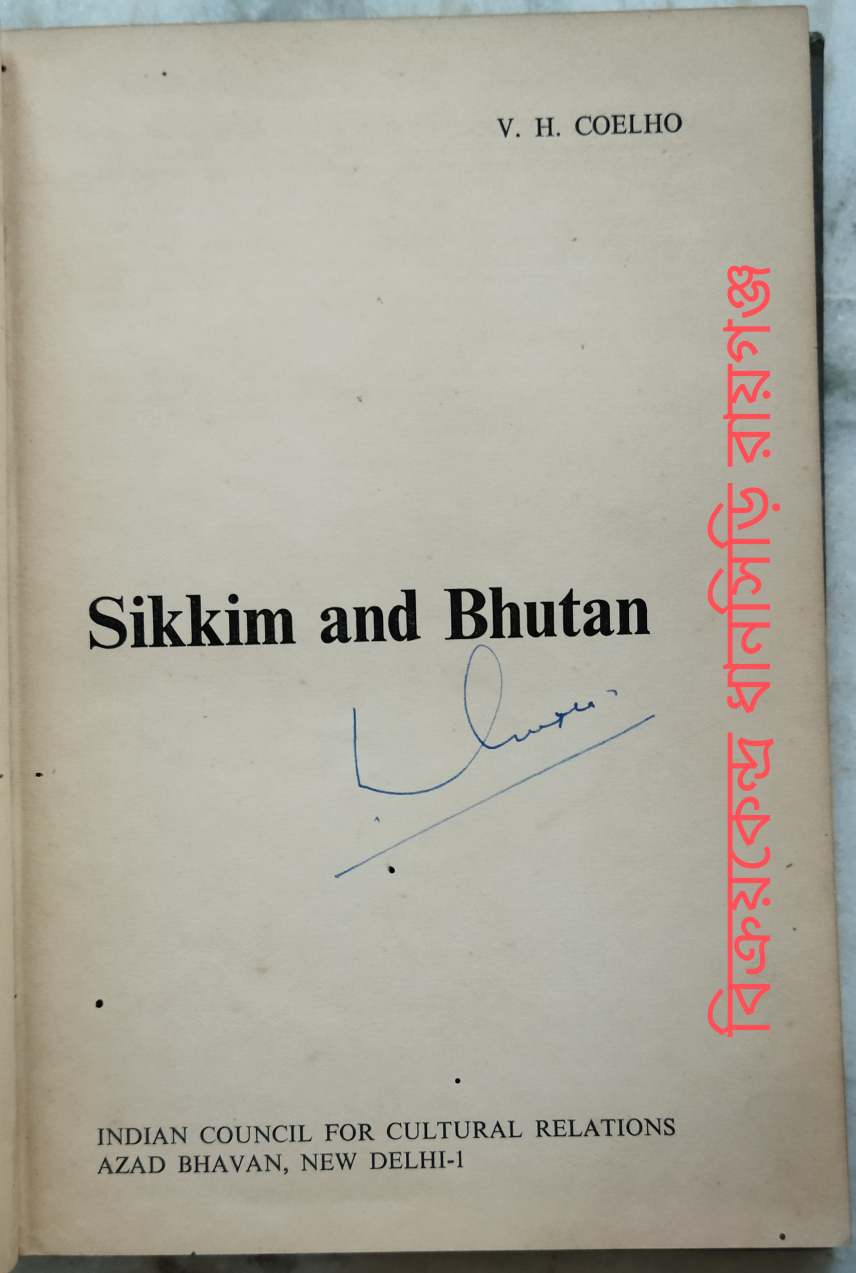 V. H. COELHO
Sikkim and Bhutan
INDIAN COUNCIL FOR CULTURAL RELATIONS
AZAD BHAVAN, NEW DELHI-1
বিক্রয়কেন্দ্র ধানসিড়ি রায়গঞ্জ